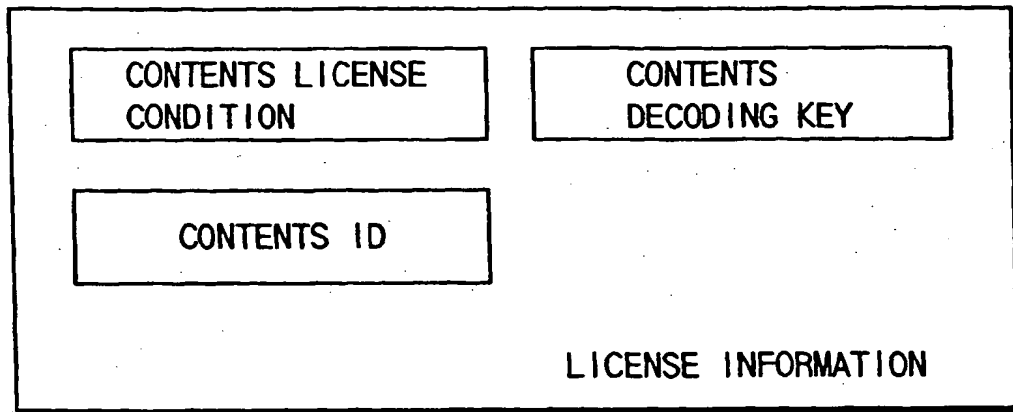 CONTENTS LICENSE
CONDITION
CONTENTS
DECODING KEY
CONTENTS ID
LICENSE INFORMATION